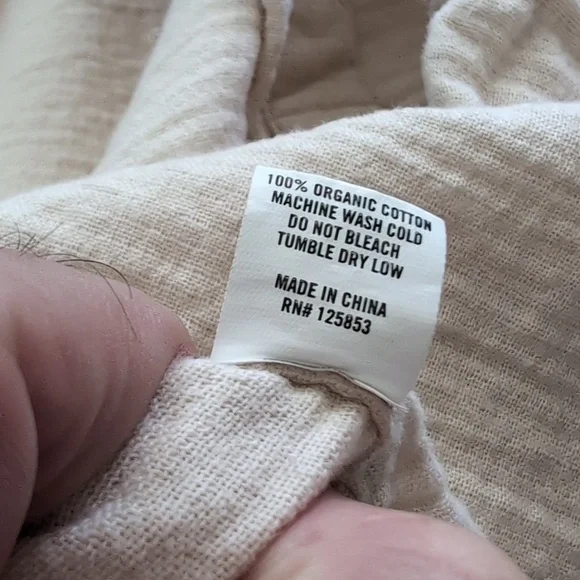 100% ORGANIC COTTON
MACHINE WASH COLD
DO NOT BLEACH
TUMBLE DRY LOW
MADE IN CHINA
RN# 125853